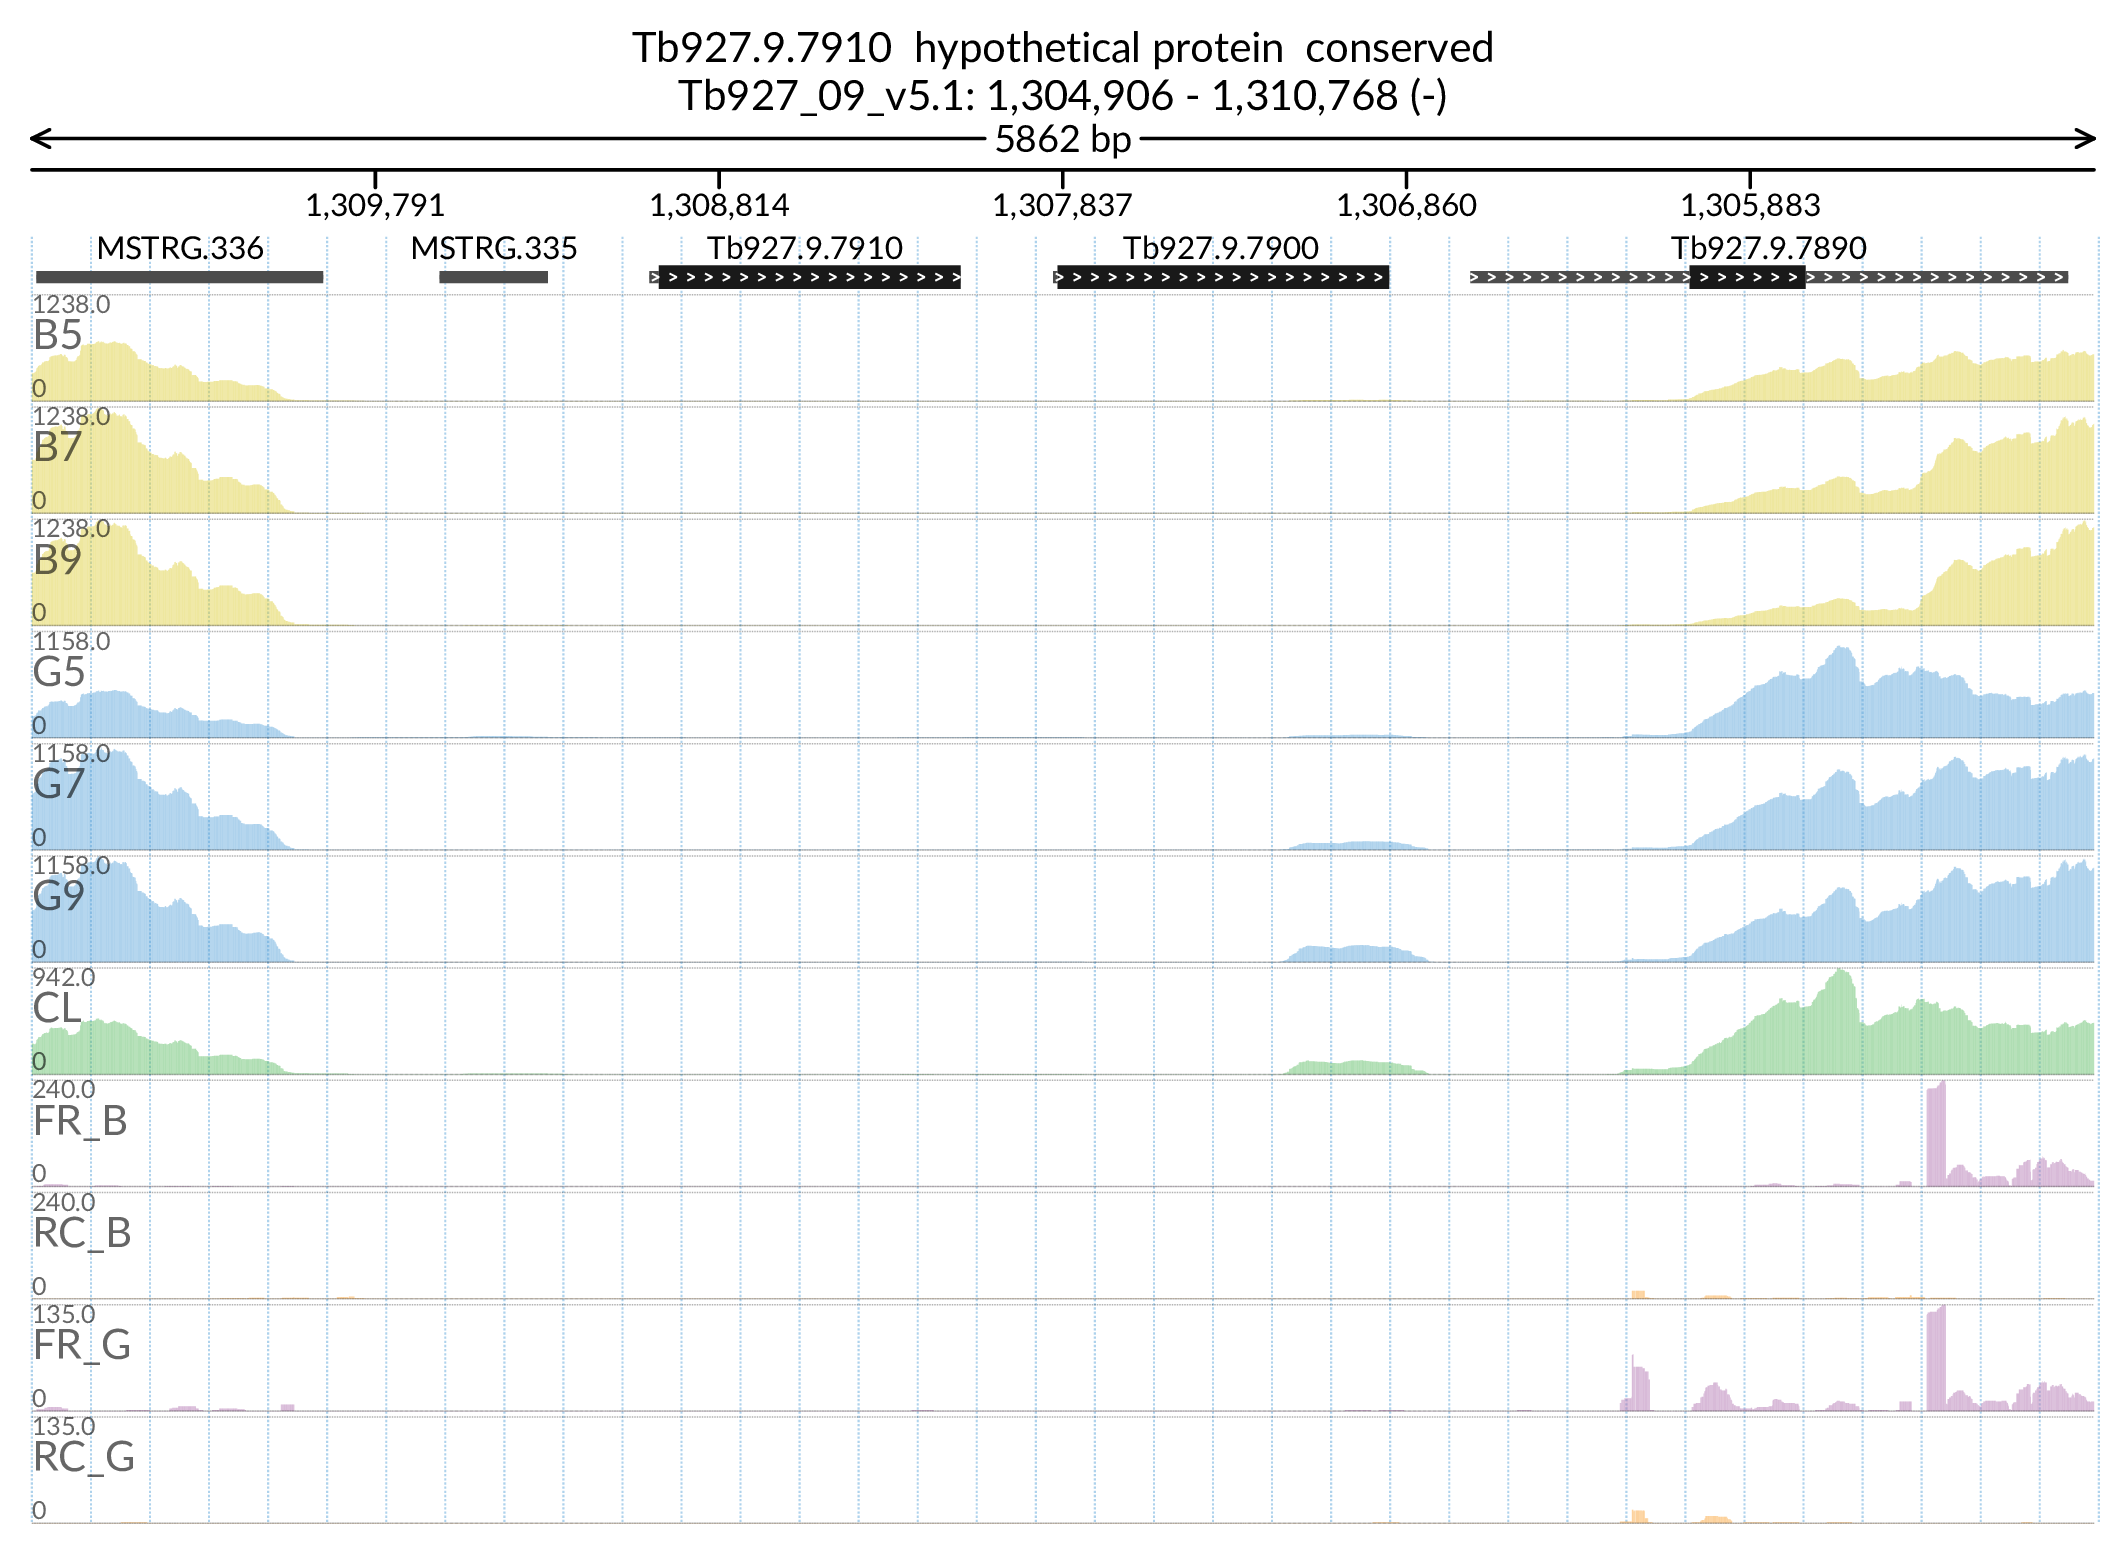 Tb927.9.7910  hypothetical protein  conserved
Tb927_09_v5.1: 1,304,906 - 1,310,768 (-)
5862 bp
1,309,791 1,308,814 1,307,837 1,306,860 1,305,883
MSTRG.336 MSTRG.335 Tb927.9.7910 Tb927.9.7900 Tb927.9.7890
1238.0
B5
0
1238.0
B7
0
1238.0
B9
0
1158.0
G5
0
1158.0
G7
0
1158.0
G9
0
942.0
CL
0
240.0
FR_B
0
240.0
RC_B
0
135.0
FR_G
0
135.0
RC_G
0